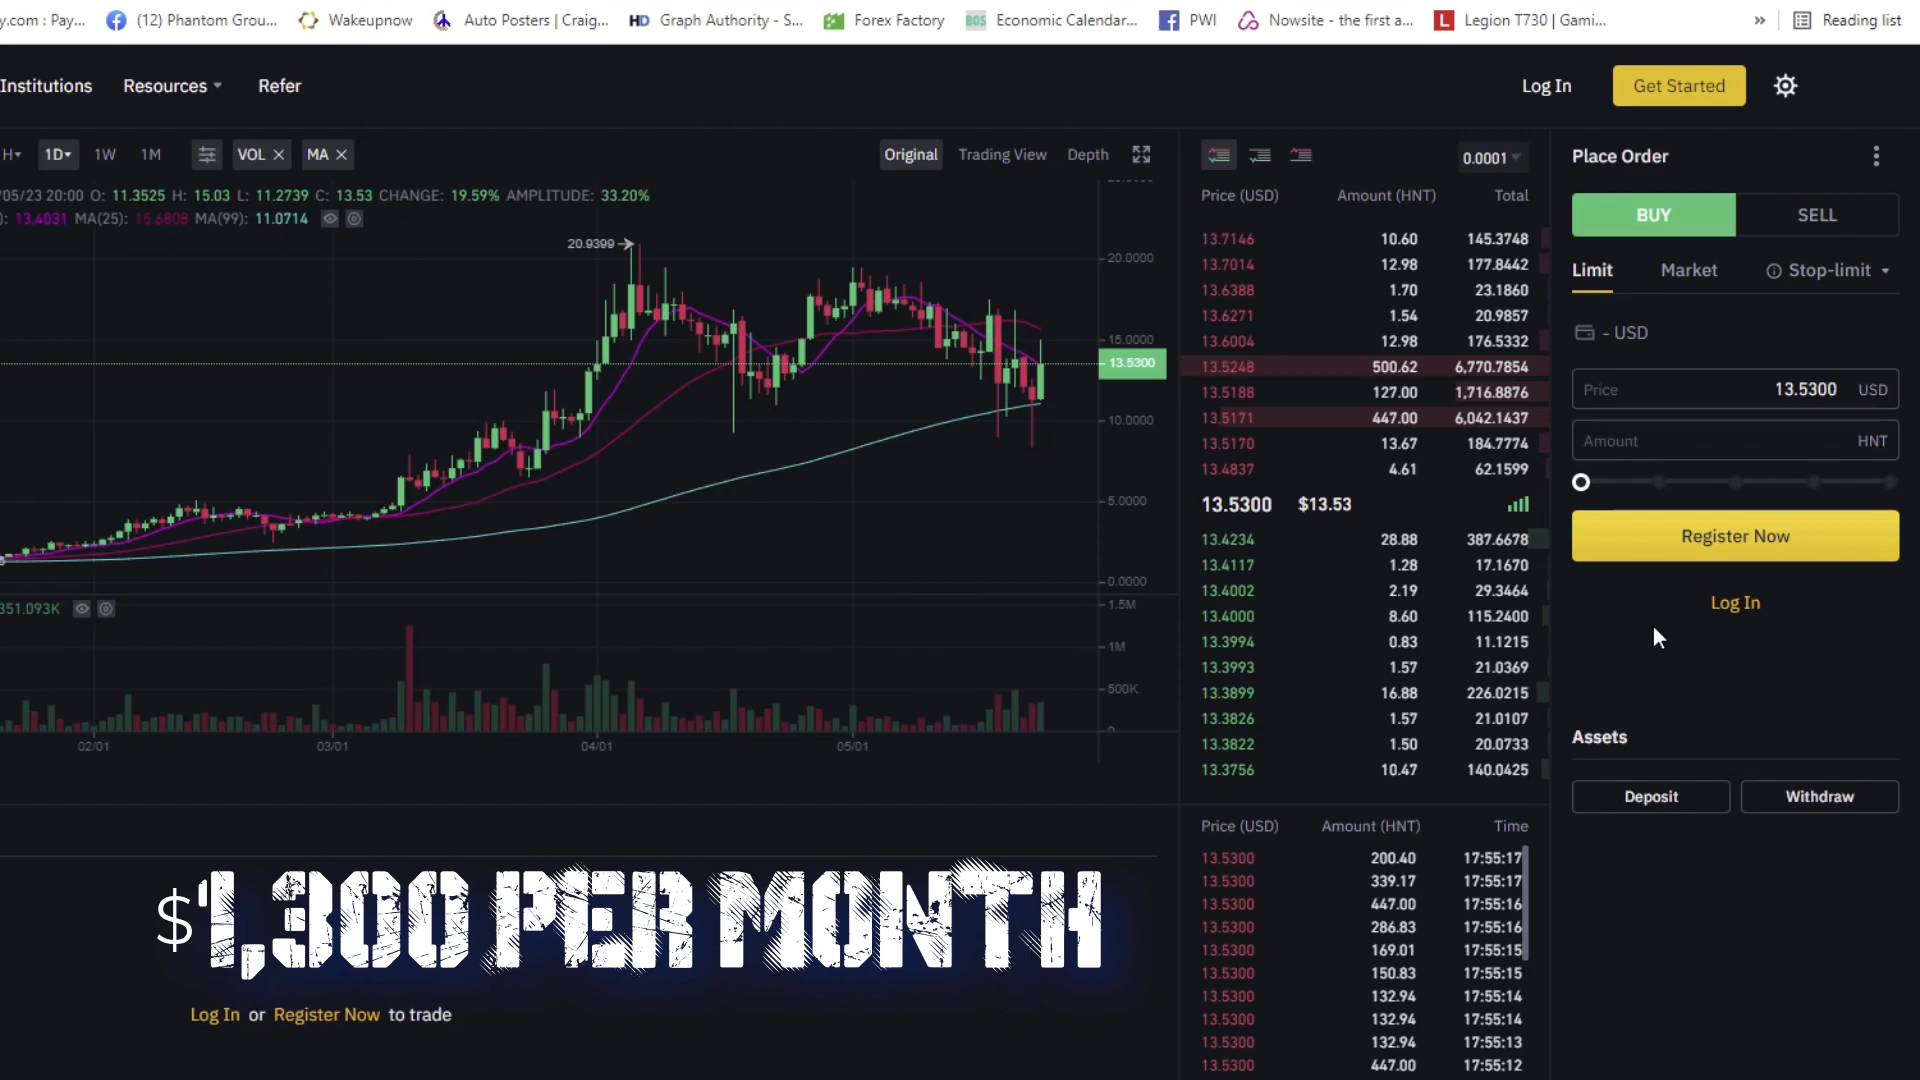 y.com : Pay...
(12) Phantom Grou...
Wakeupnow
Auto Posters | Craig...
HD Graph Authority - S...
Forex Factory
BOS Economic Calendar...
PWI
Nowsite - the first a...
L Legion T730 | Gami...
»
Reading list
Institutions Resources Refer
Log In Get Started
H 1D 1W 1M VOL X MA X
Original Trading View Depth
/05/23 20:00 O: 11.3525 H: 15.03 L: 11.2739 C: 13.53 CHANGE: 19.59% AMPLITUDE: 33.20%
): 13.4031 MA(25): 15.6808 MA(99): 11.0714
20.9399
20.0000
15.0000
13.5300
10.0000
5.0000
0.0000
351.093K
1.5M
1M
500K
0
02/01 03/01 04/01 05/01
0.0001
Price (USD) Amount (HNT) Total
13.7146 10.60 145.3748
13.7014 12.98 177.8442
13.6388 1.70 23.1860
13.6271 1.54 20.9857
13.6004 12.98 176.5332
13.5248 500.62 6,770.7854
13.5188 127.00 1,716.8876
13.5171 447.00 6,042.1437
13.5170 13.67 184.7774
13.4837 4.61 62.1599
13.5300 $13.53
13.4234 28.88 387.6678
13.4117 1.28 17.1670
13.4002 2.19 29.3464
13.4000 8.60 115.2400
13.3994 0.83 11.1215
13.3993 1.57 21.0369
13.3899 16.88 226.0215
13.3826 1.57 21.0107
13.3822 1.50 20.0733
13.3756 10.47 140.0425
Price (USD) Amount (HNT) Time
13.5300 200.40 17:55:17
13.5300 339.17 17:55:17
13.5300 447.00 17:55:16
13.5300 286.83 17:55:16
13.5300 169.01 17:55:15
13.5300 150.83 17:55:15
13.5300 132.94 17:55:14
13.5300 132.94 17:55:14
13.5300 132.94 17:55:13
13.5300 447.00 17:55:12
Place Order
BUY SELL
Limit Market Stop-limit
- USD
Price 13.5300 USD
Amount HNT
Register Now
Log In
Assets
Deposit Withdraw
$1,300 PER MONTH
Log In or Register Now to trade